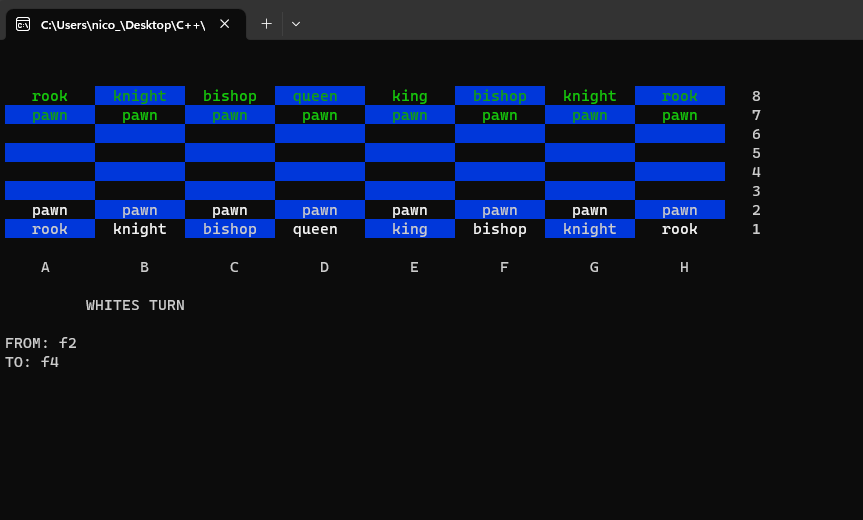 C:\Users\nico_\Desktop\C++\
rook knight bishop queen king bishop knight rook 8
pawn pawn pawn pawn pawn pawn pawn pawn 7
6
5
4
3
pawn pawn pawn pawn pawn pawn pawn pawn 2
rook knight bishop queen king bishop knight rook 1
A B C D E F G H
WHITES TURN
FROM: f2
TO: f4